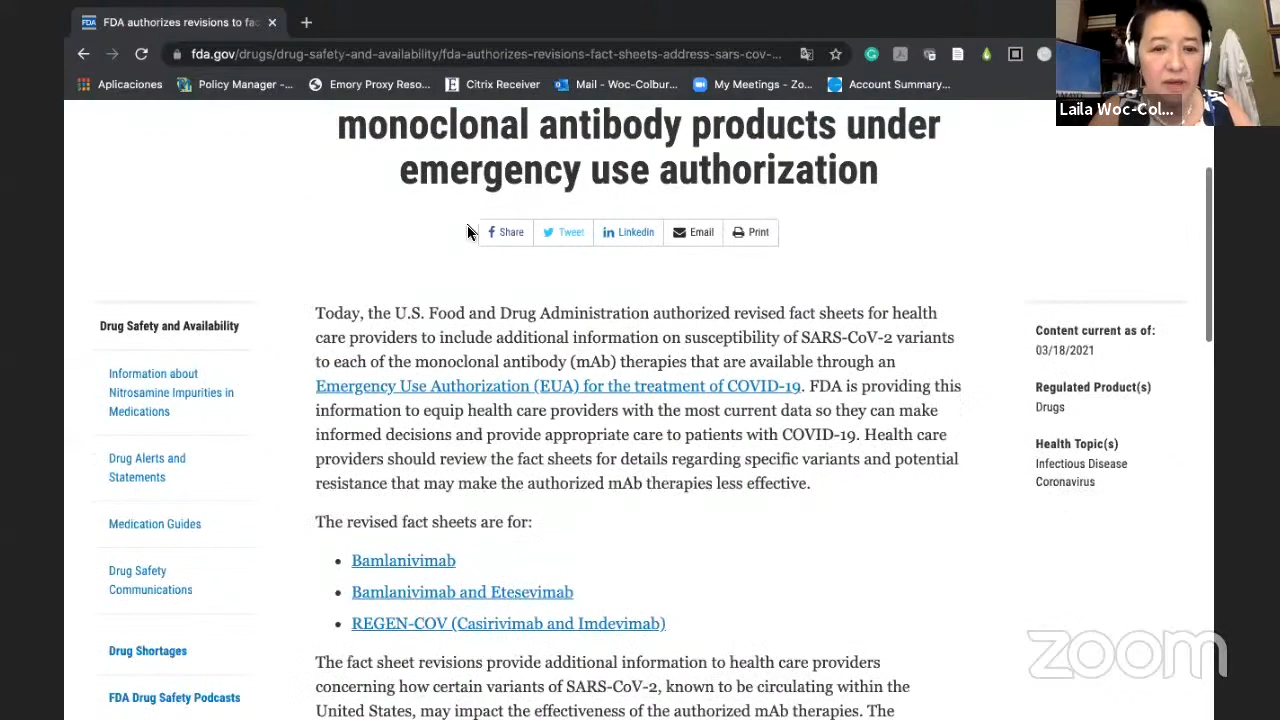 FDA authorizes revisions to fac
fda.gov/drugs/drug-safety-and-availability/fda-authorizes-revisions-fact-sheets-address-sars-cov-...
Aplicaciones
Policy Manager -...
Emory Proxy Reso...
Citrix Receiver
Mail - Woc-Colbur...
My Meetings - Zo...
Account Summary...
Laila Woc-Col...
monoclonal antibody products under
emergency use authorization
Share
Tweet
Linkedin
Email
Print
Drug Safety and Availability
Information about
Nitrosamine Impurities in
Medications
Drug Alerts and
Statements
Medication Guides
Drug Safety
Communications
Drug Shortages
FDA Drug Safety Podcasts
Today, the U.S. Food and Drug Administration authorized revised fact sheets for health
care providers to include additional information on susceptibility of SARS-CoV-2 variants
to each of the monoclonal antibody (mAb) therapies that are available through an
Emergency Use Authorization (EUA) for the treatment of COVID-19. FDA is providing this
information to equip health care providers with the most current data so they can make
informed decisions and provide appropriate care to patients with COVID-19. Health care
providers should review the fact sheets for details regarding specific variants and potential
resistance that may make the authorized mAb therapies less effective.
The revised fact sheets are for:
• Bamlanivimab
• Bamlanivimab and Etesevimab
• REGEN-COV (Casirivimab and Imdevimab)
The fact sheet revisions provide additional information to health care providers
concerning how certain variants of SARS-CoV-2, known to be circulating within the
United States, may impact the effectiveness of the authorized mAb therapies. The
Content current as of:
03/18/2021
Regulated Product(s)
Drugs
Health Topic(s)
Infectious Disease
Coronavirus
zoom